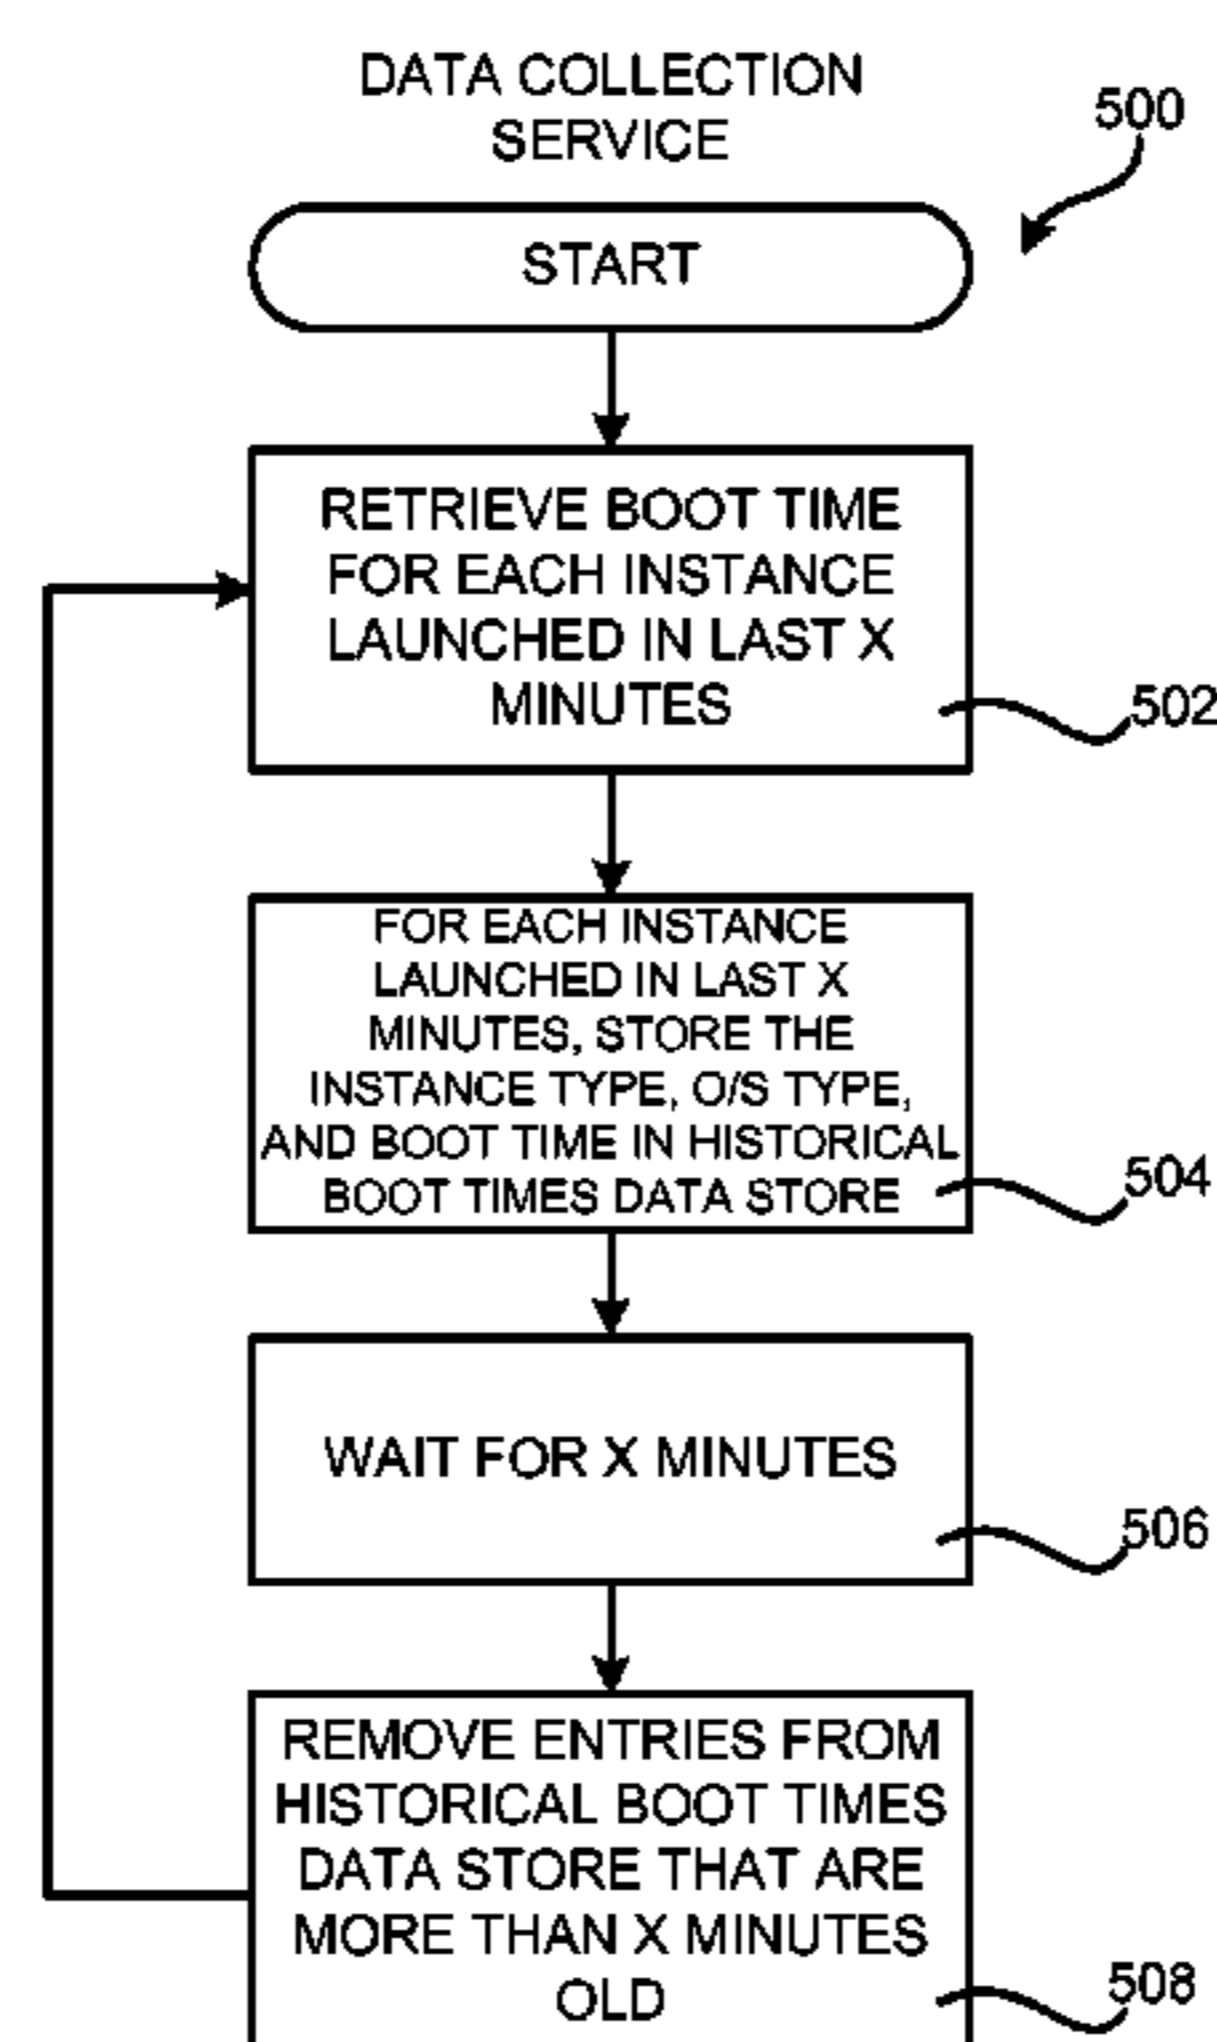 DATA COLLECTION
SERVICE
500
START
RETRIEVE BOOT TIME
FOR EACH INSTANCE
LAUNCHED IN LAST X
MINUTES
502
FOR EACH INSTANCE
LAUNCHED IN LAST X
MINUTES, STORE THE
INSTANCE TYPE, O/S TYPE,
AND BOOT TIME IN HISTORICAL
BOOT TIMES DATA STORE
504
WAIT FOR X MINUTES
506
REMOVE ENTRIES FROM
HISTORICAL BOOT TIMES
DATA STORE THAT ARE
MORE THAN X MINUTES
OLD
508